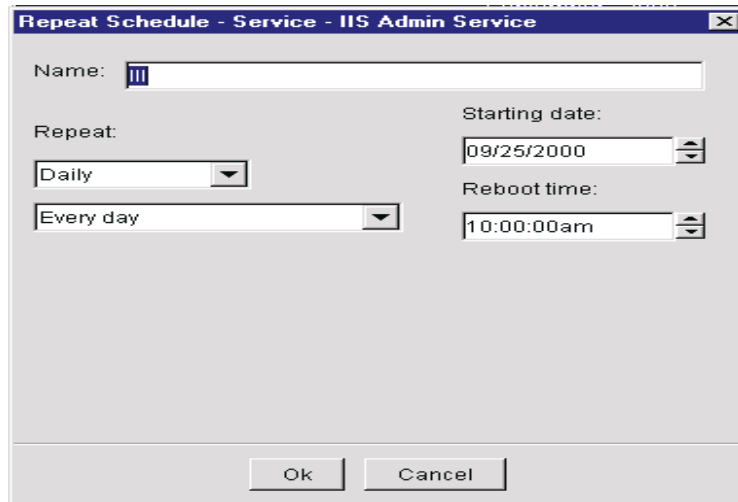 Repeat Schedule - Service - IIS Admin Service
Name:
Repeat:
Daily
Every day
Starting date:
09/25/2000
Reboot time:
10:00:00am
Ok
Cancel